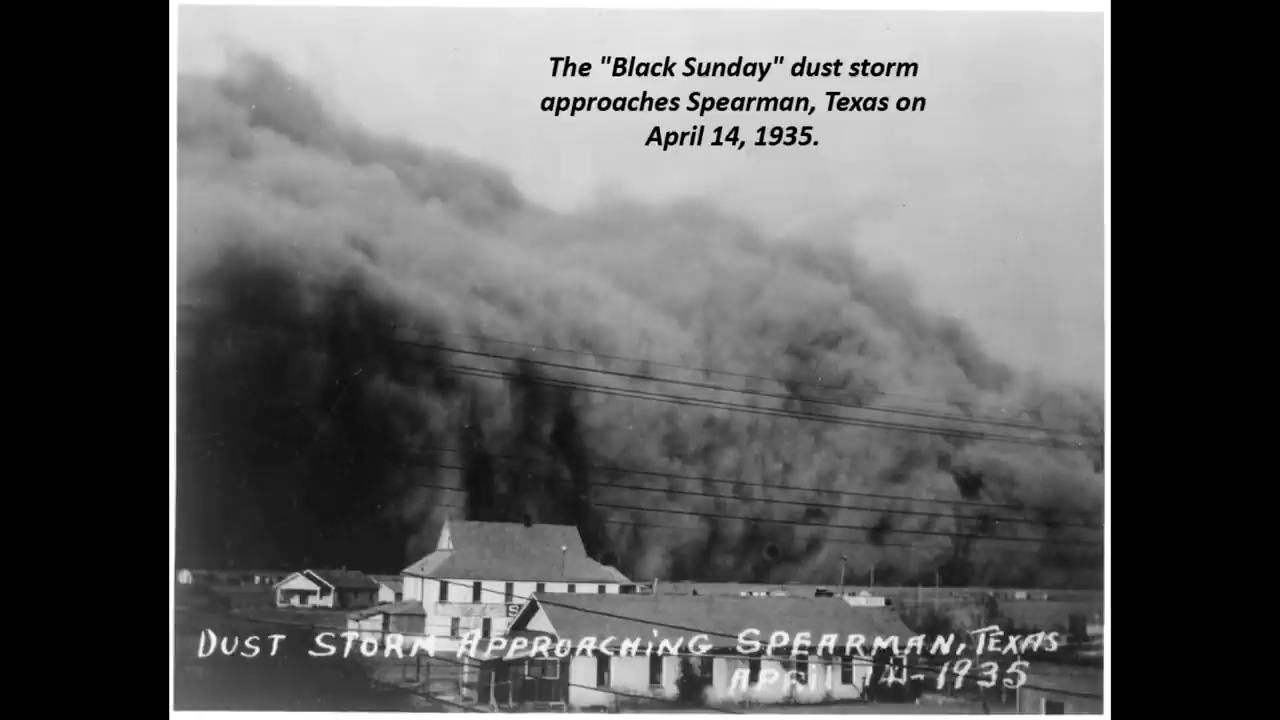 The "Black Sunday" dust storm
approaches Spearman, Texas on
April 14, 1935.
DUST STORM APPROACHiNG SPEARMAN, TEXAS
APRil 14-1935